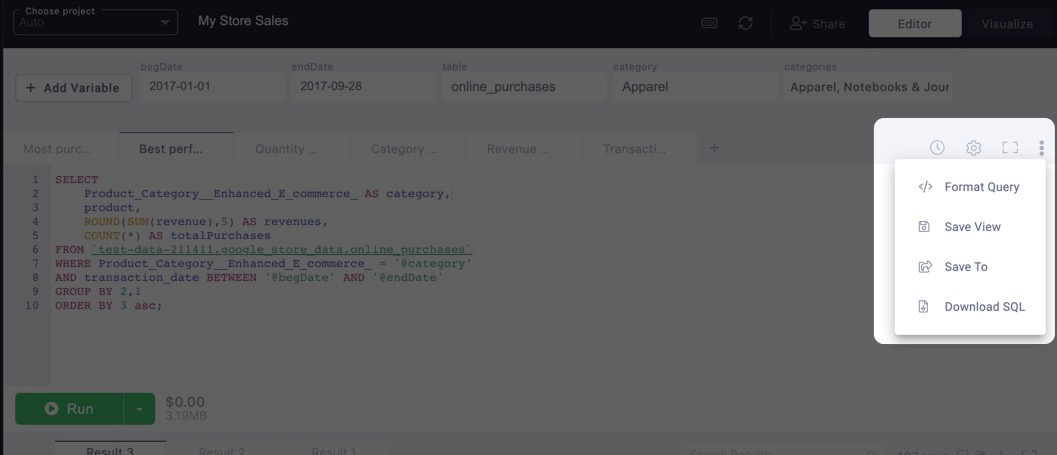 Choose project
Auto
My Store Sales
Share
Editor
Visualize
+ Add Variable
begDate
2017-01-01
endDate
2017-09-28
table
online_purchases
category
Apparel
categories
Apparel, Notebooks & Jour
Most purc...
Best perf...
Quantity ...
Category ...
Revenue ...
Transacti...
+
1 SELECT
2 Product_Category__Enhanced_E_commerce_ AS category,
3 product,
4 ROUND(SUM(revenue),5) AS revenues,
5 COUNT(*) AS totalPurchases
6 FROM `test-data-211411.google_store_data.online_purchases`
7 WHERE Product_Category__Enhanced_E_commerce_ = '@category'
8 AND transaction_date BETWEEN '@begDate' AND '@endDate'
9 GROUP BY 2,1
10 ORDER BY 3 asc;
Format Query
Save View
Save To
Download SQL
Run
$0.00
3.19MB
Result 3
Result 2
Result 1
Search Results